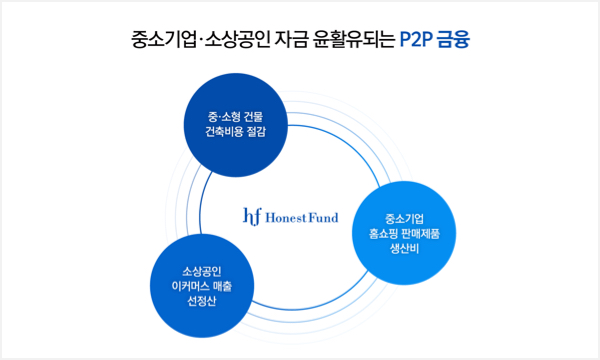 중소기업·소상공인 자금 윤활유되는 P2P 금융
중·소형 건물
건축비용 절감
hf HonestFund
중소기업
홈쇼핑 판매제품
생산비
소상공인
이커머스 매출
선정산